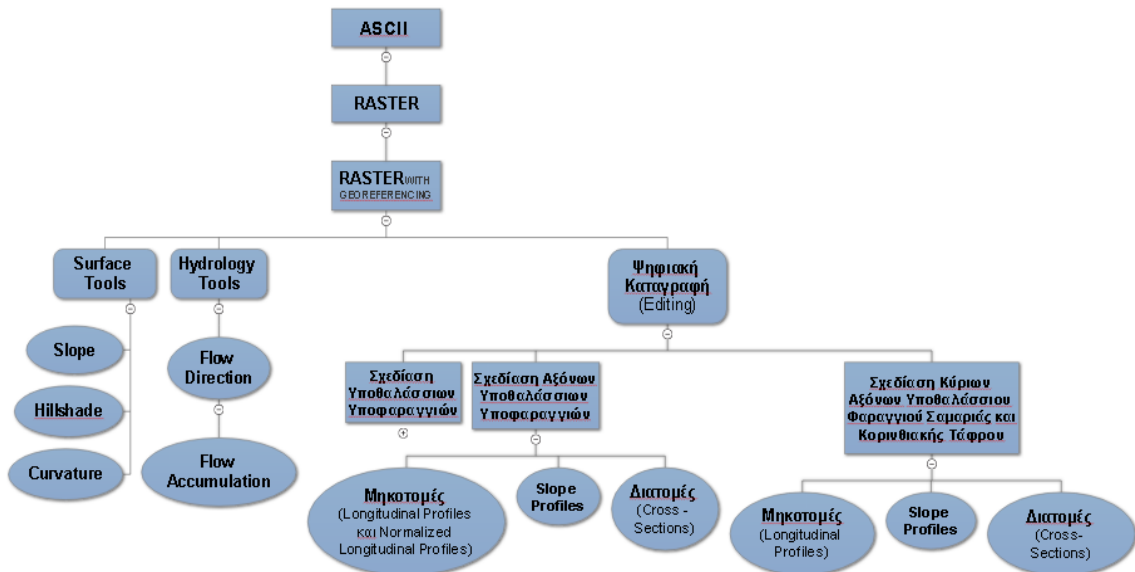 ASCII
RASTER
RASTER WITH
GEOREFERENCING
Surface
Tools
Hydrology
Tools
Ψηφιακή
Καταγραφή
(Editing)
Slope
Hillshade
Curvature
Flow
Direction
Flow
Accumulation
Σχεδίαση
Υποθαλάσσιων
Υποφαραγγιών
Σχεδίαση Αξόνων
Υποθαλάσσιων
Υποφαραγγιών
Σχεδίαση Κύριων
Αξόνων Υποθαλάσσιου
Φαραγγιού Σαμαριάς και
Κορινθιακής Τάφρου
Μηκοτομές
(Longitudinal Profiles
και Normalized
Longitudinal Profiles)
Slope
Profiles
Διατομές
(Cross -
Sections)
Μηκοτομές
(Longitudinal
Profiles)
Slope
Profiles
Διατομές
(Cross-
Sections)